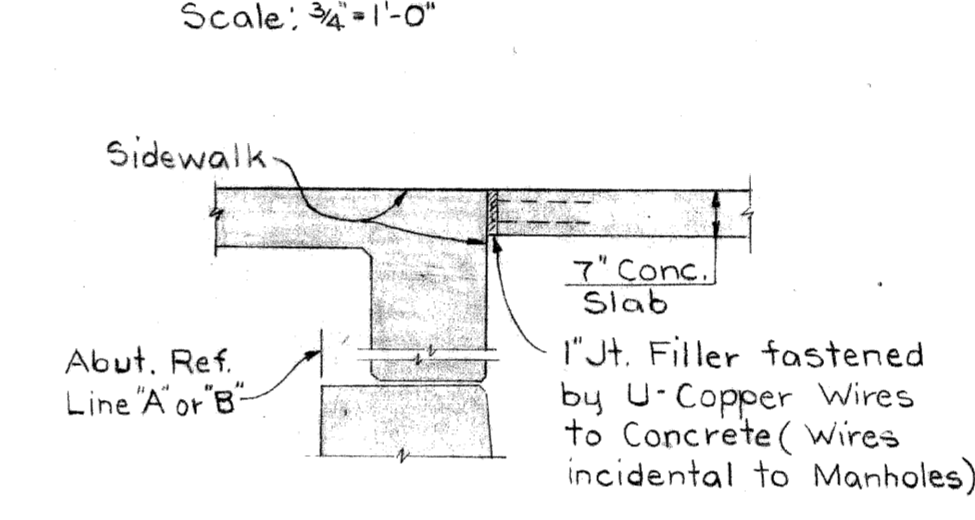 Scale: 3/4"=1'-0"
Sidewalk
7" Conc.
Slab
Abut. Ref.
Line "A" or "B"
1" Jt. Filler fastened
by U-Copper Wires
to Concrete (Wires
incidental to Manholes)